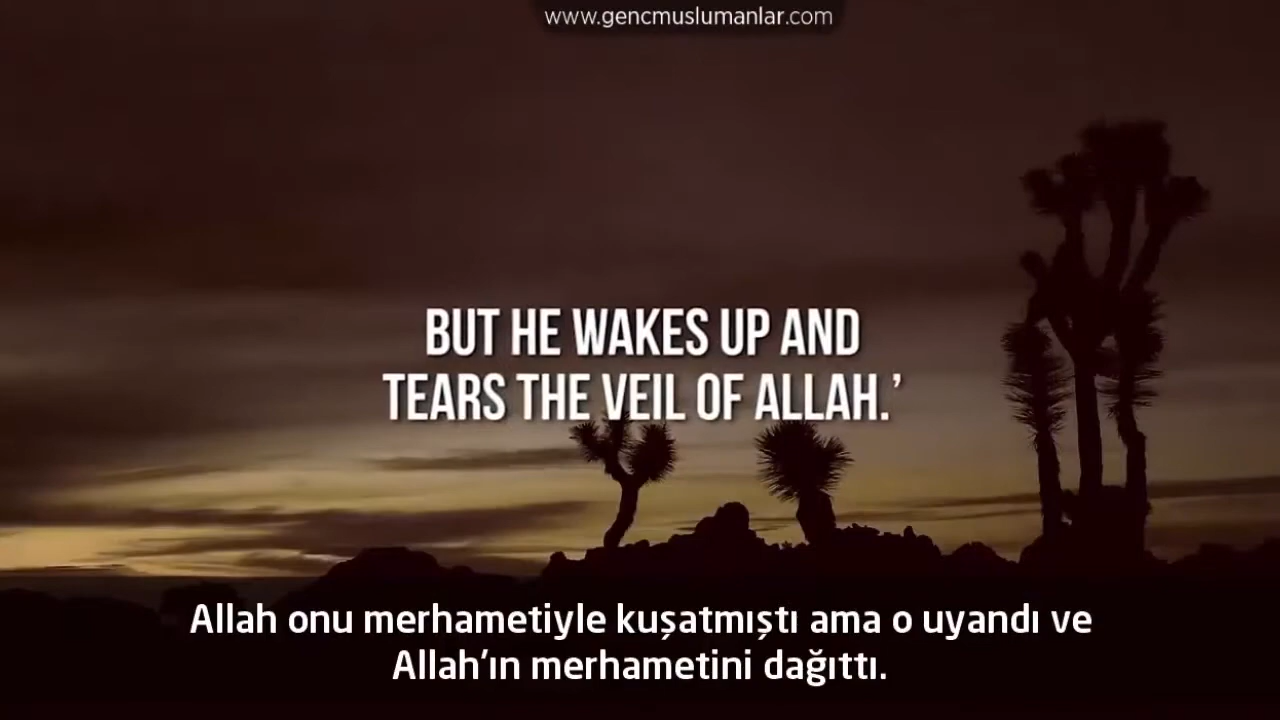 www.gencmuslumanlar.com
BUT HE WAKES UP AND
TEARS THE VEIL OF ALLAH.’
Allah onu merhametiyle kuşatmıştı ama o uyandı ve
Allah’ın merhametini dağıttı.